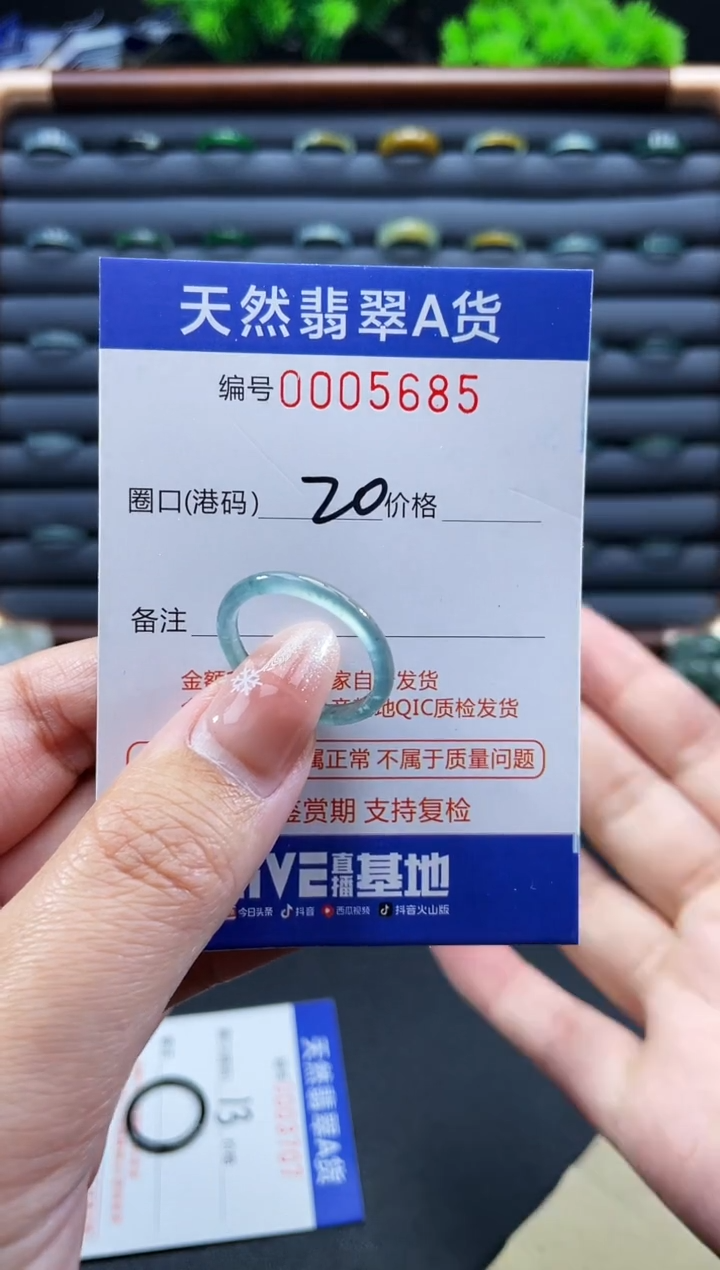 天然翡翠A货
编号0005685
圈口(港码) 20 价格
备注
金额 家自 发货
地QIC质检发货
属正常 不属于质量问题
鉴赏期 支持复检
IVE直播基地
今日头条 抖音 西瓜视频 抖音火山版
天然翡翠A货
13